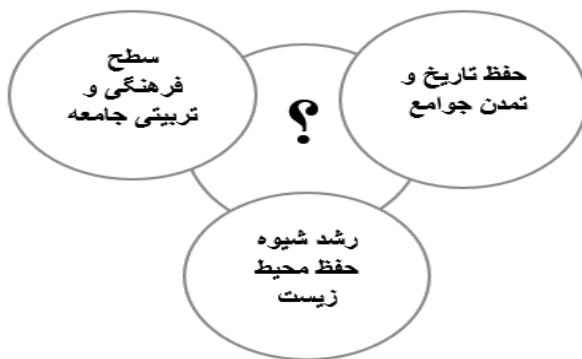 حفظ تاریخ و
تمدن جوامع
سطح
فرهنگی و
تربیتی جامعه
؟
رشد شیوه
حفظ محیط
زیست